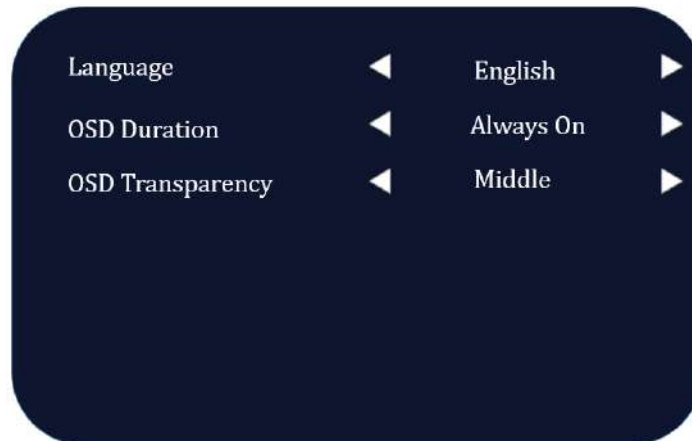 Language English
OSD Duration Always On
OSD Transparency Middle